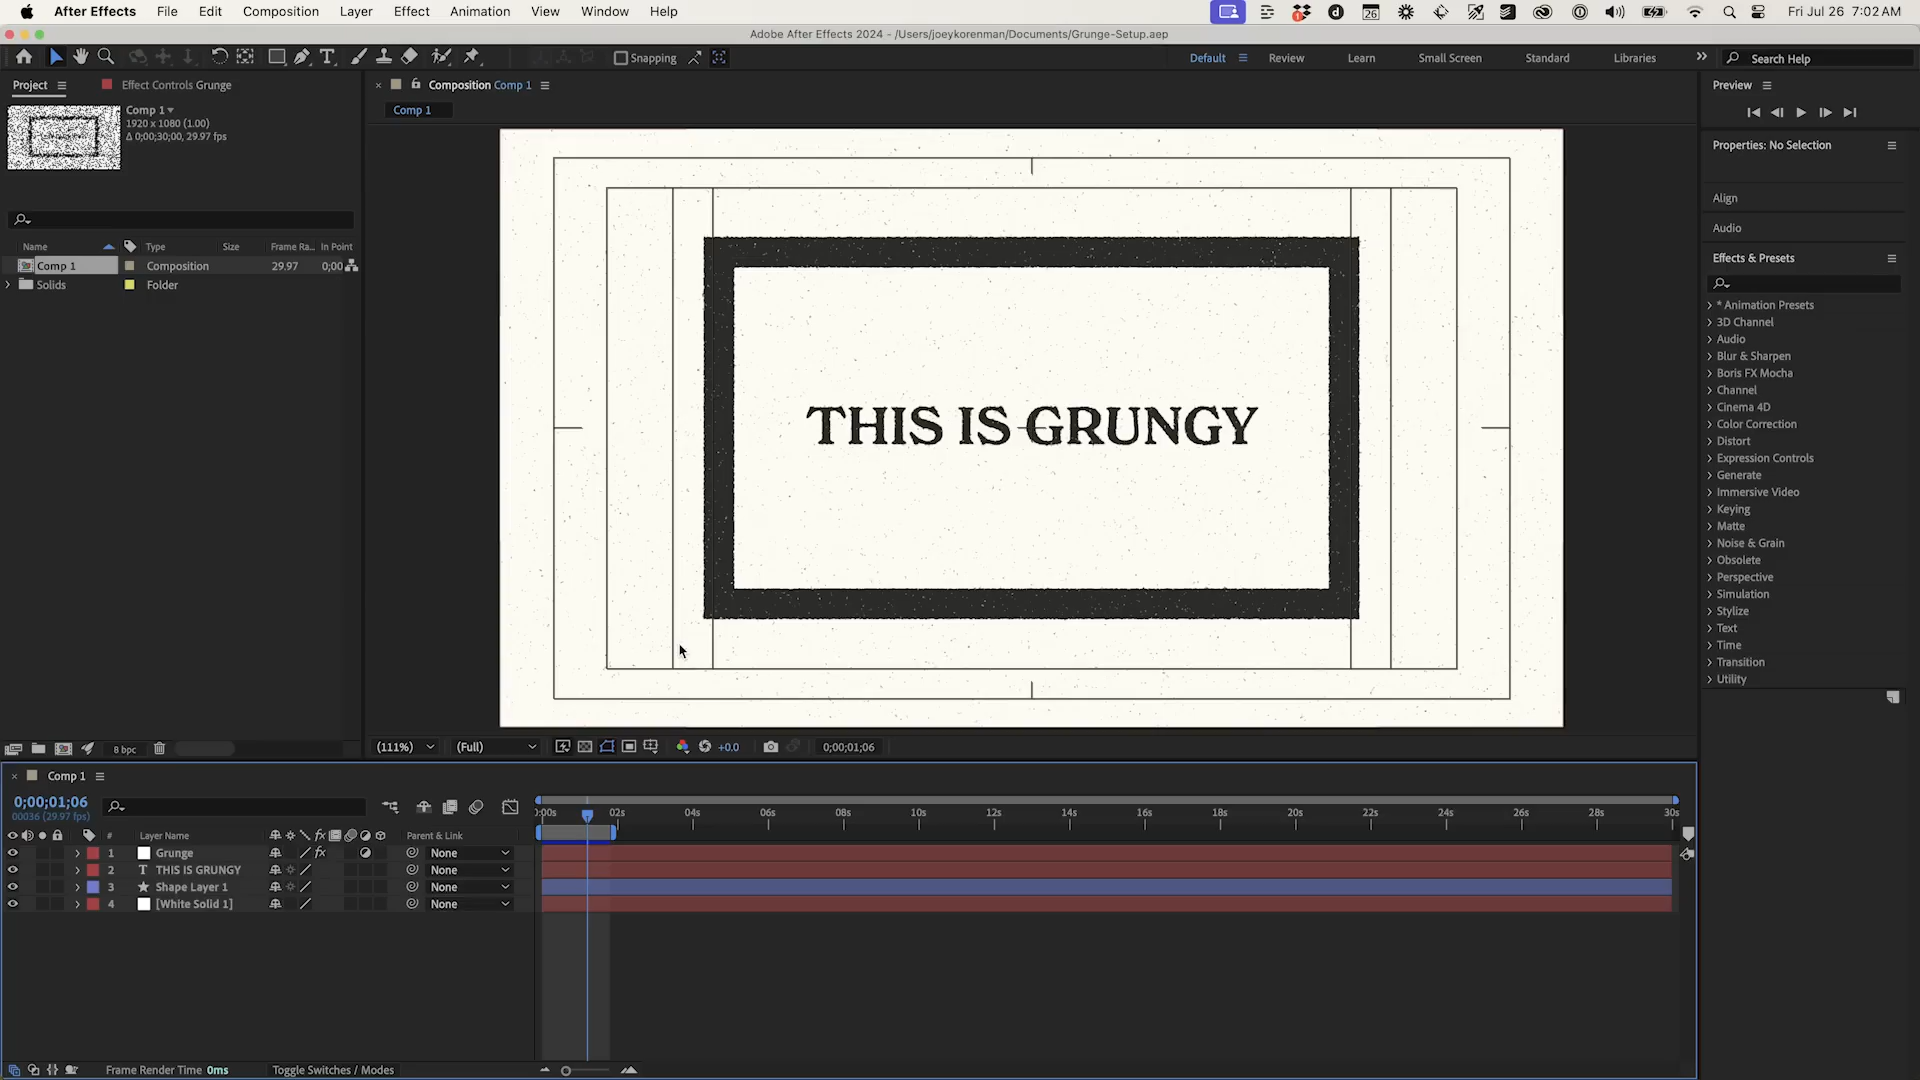 After Effects File Edit Composition Layer Effect Animation View Window Help 26 Fri Jul 26 7:02 AM
Adobe After Effects 2024 - /Users/joeykorenman/Documents/Grunge-Setup.aep
Snapping Default Review Learn Small Screen Standard Libraries Search Help
Project Effect Controls Grunge
Comp 1
1920 x 1080 (1.00)
Δ 0;00;30;00, 29.97 fps
Name Type Size Frame Ra... In Point
Comp 1 Composition 29.97 0;00
Solids Folder
8 bpc
Composition Comp 1
Comp 1
THIS IS GRUNGY
(111%) (Full) +0.0 0;00;01;06
Preview
Properties: No Selection
Align
Audio
Effects & Presets
* Animation Presets
3D Channel
Audio
Blur & Sharpen
Boris FX Mocha
Channel
Cinema 4D
Color Correction
Distort
Expression Controls
Generate
Immersive Video
Keying
Matte
Noise & Grain
Obsolete
Perspective
Simulation
Stylize
Text
Time
Transition
Utility
Comp 1
0;00;01;06
00036 (29.97 fps)
:00s 02s 04s 06s 08s 10s 12s 14s 16s 18s 20s 22s 24s 26s 28s 30s
# Layer Name fx Parent & Link
1 Grunge fx None
2 T THIS IS GRUNGY None
3 Shape Layer 1 None
4 [White Solid 1] None
Frame Render Time 0ms Toggle Switches / Modes